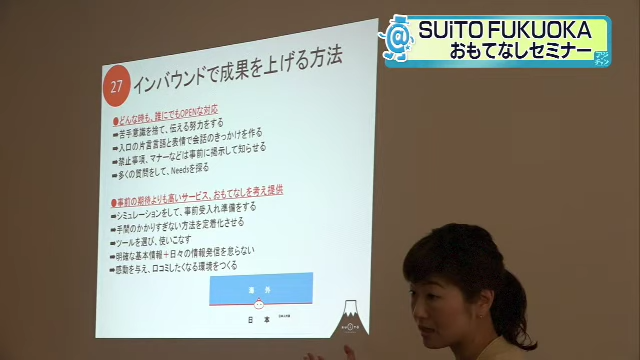 SUiTO FUKUOKA
おもてなしセミナー
27
インバウンドで成果を上げる方法
●どんな時も、誰にでもOPENな対応
➡苦手意識を捨て、伝える努力をする
➡入口の片言言語と表情で会話のきっかけを作る
➡禁止事項、マナーなどは事前に掲示して知らせる
➡多くの質問をして、Needsを探る
●事前の期待よりも高いサービス、おもてなしを考え提供
➡シミュレーションをして、事前受入れ準備をする
➡手間のかかりすぎない方法を定着化させる
➡ツールを選び、使いこなす
➡明確な基本情報＋日々の情報発信を怠らない
➡感動を与え、口コミしたくなる環境をつくる
海 外
日 本